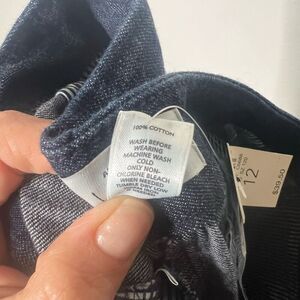 100% COTTON
WASH BEFORE
WEARING
MACHINE WASH
COLD
ONLY NON-
CHLORINE BLEACH
WHEN NEEDED
TUMBLE DRY LOW
12
$39.50